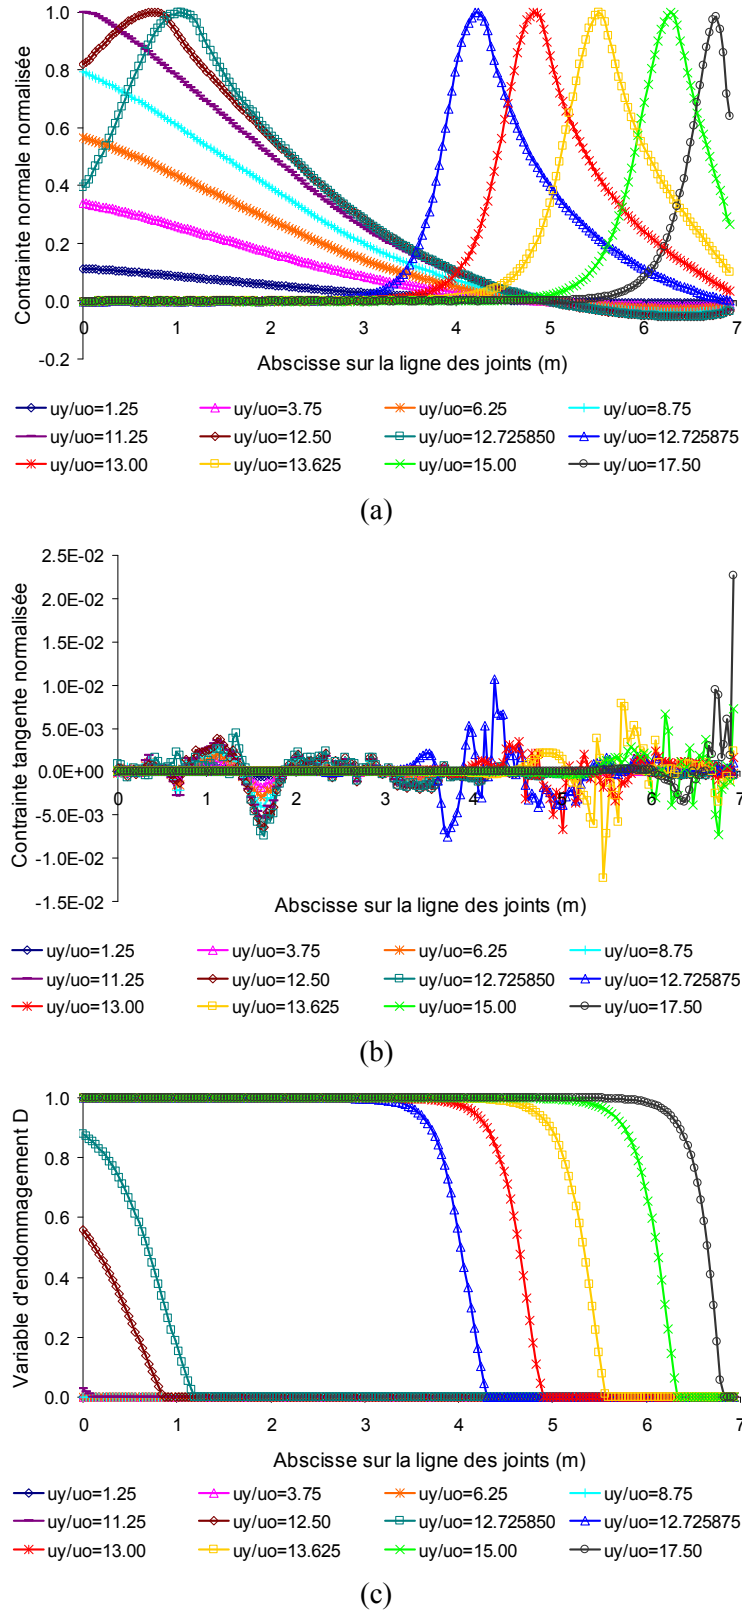 Contrainte normale normalisée
1.0
0.8
0.6
0.4
0.2
0.0
-0.2
0 1 2 3 4 5 6 7
Abscisse sur la ligne des joints (m)
uy/uo=1.25 uy/uo=3.75 uy/uo=6.25 uy/uo=8.75
uy/uo=11.25 uy/uo=12.50 uy/uo=12.725850 uy/uo=12.725875
uy/uo=13.00 uy/uo=13.625 uy/uo=15.00 uy/uo=17.50
(a)
Contrainte tangente normalisée
2.5E-02
2.0E-02
1.5E-02
1.0E-02
5.0E-03
0.0E+00
-5.0E-03
-1.0E-02
-1.5E-02
0 1 2 3 4 5 6 7
Abscisse sur la ligne des joints (m)
uy/uo=1.25 uy/uo=3.75 uy/uo=6.25 uy/uo=8.75
uy/uo=11.25 uy/uo=12.50 uy/uo=12.725850 uy/uo=12.725875
uy/uo=13.00 uy/uo=13.625 uy/uo=15.00 uy/uo=17.50
(b)
Variable d'endommagement D
1.0
0.8
0.6
0.4
0.2
0.0
0 1 2 3 4 5 6 7
Abscisse sur la ligne des joints (m)
uy/uo=1.25 uy/uo=3.75 uy/uo=6.25 uy/uo=8.75
uy/uo=11.25 uy/uo=12.50 uy/uo=12.725850 uy/uo=12.725875
uy/uo=13.00 uy/uo=13.625 uy/uo=15.00 uy/uo=17.50
(c)